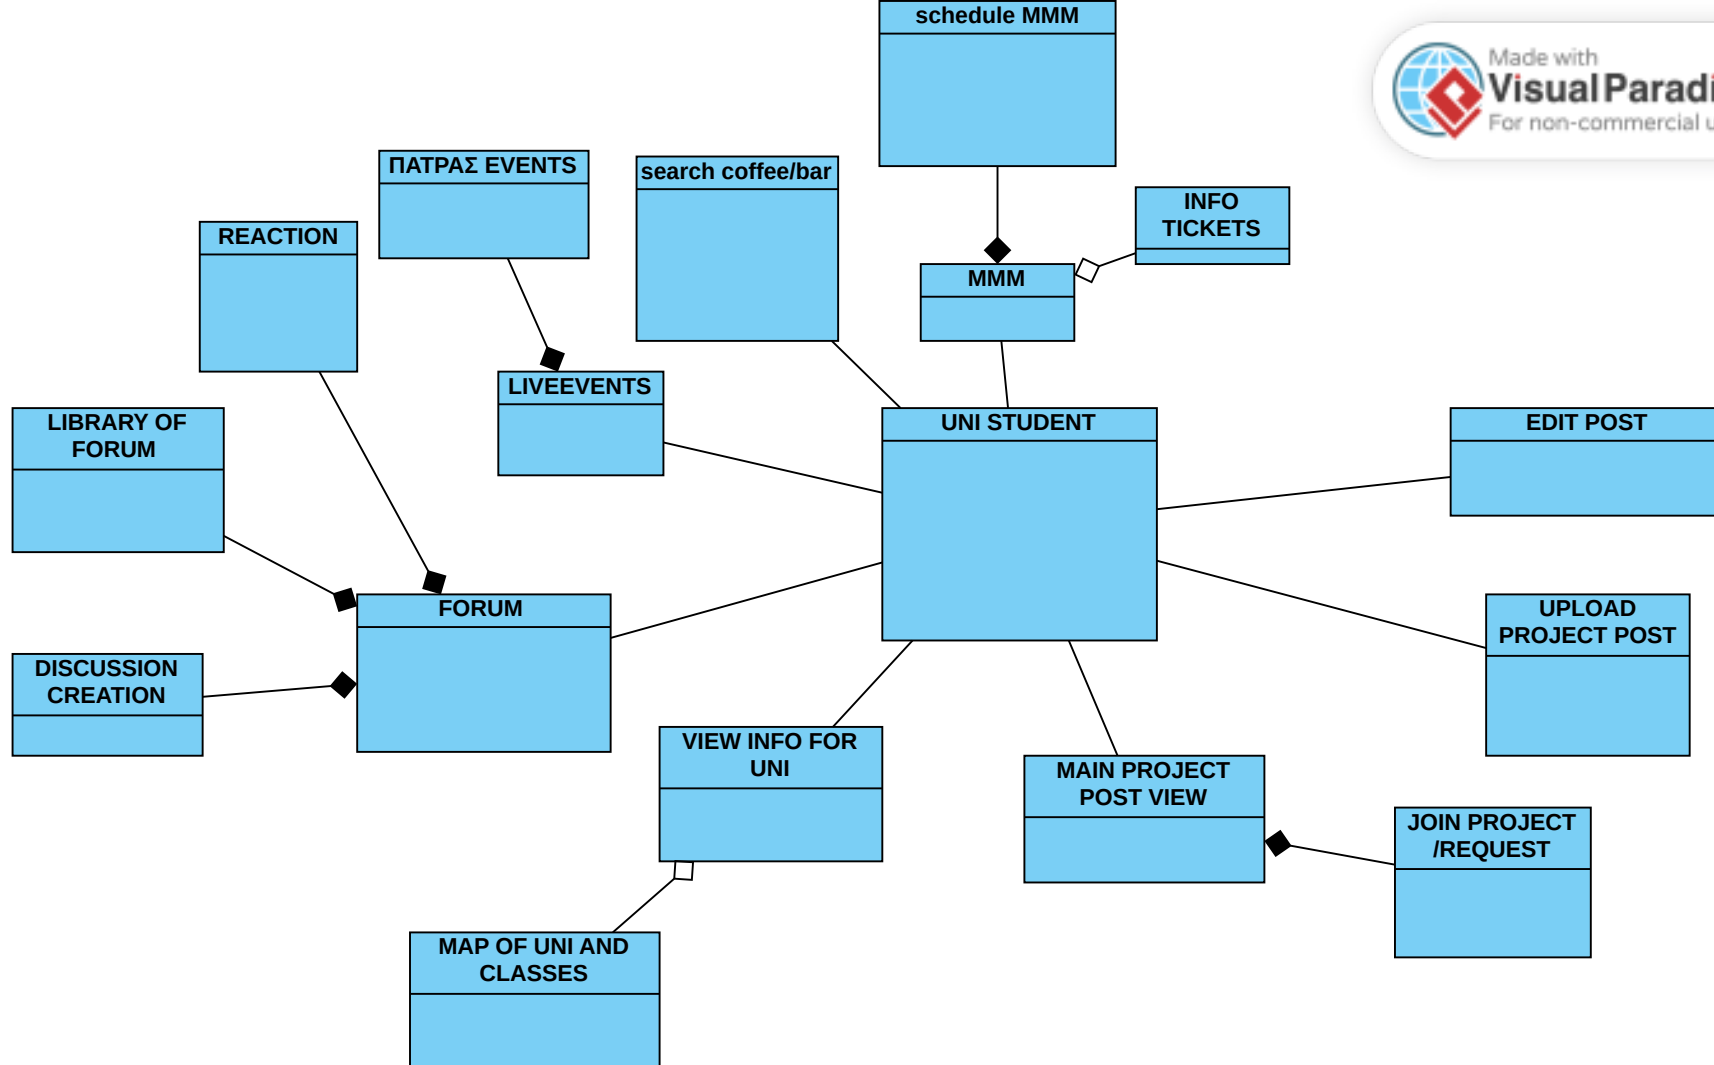 schedule MMM
Made with
Visual Paradi
For non-commercial u
ΠΑΤΡΑΣ EVENTS
search coffee/bar
INFO
TICKETS
REACTION
MMM
LIVEEVENTS
LIBRARY OF
FORUM
UNI STUDENT
EDIT POST
FORUM
UPLOAD
PROJECT POST
DISCUSSION
CREATION
VIEW INFO FOR
UNI
MAIN PROJECT
POST VIEW
JOIN PROJECT
/REQUEST
MAP OF UNI AND
CLASSES